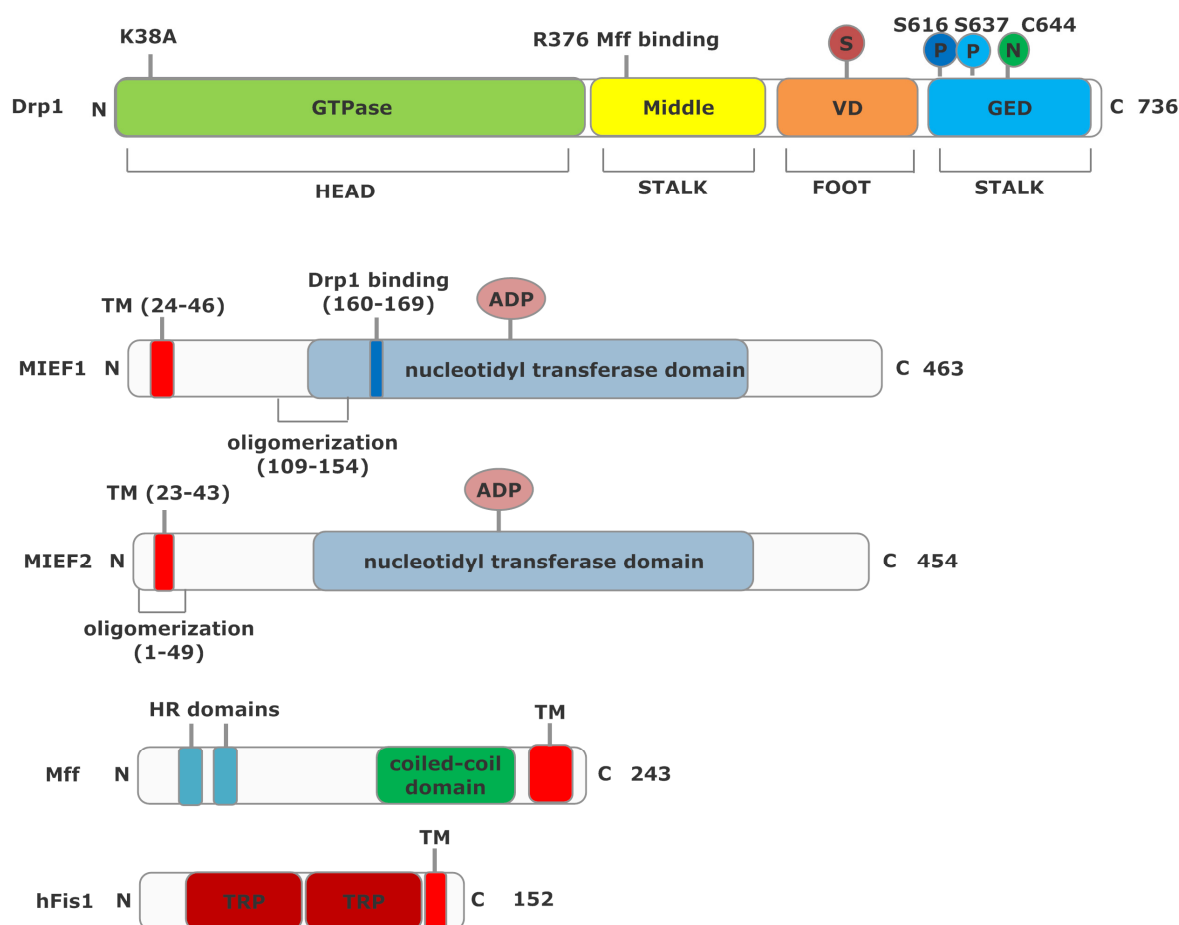 S616 S637 C644
K38A
R376 Mff binding
S
P P N
Drp1 N GTPase Middle VD GED C 736
HEAD STALK FOOT STALK
Drp1 binding
(160-169)
ADP
TM (24-46)
MIEF1 N nucleotidyl transferase domain C 463
oligomerization
(109-154)
ADP
TM (23-43)
MIEF2 N nucleotidyl transferase domain C 454
oligomerization
(1-49)
HR domains TM
Mff N coiled-coil domain C 243
TM
hFis1 N TRP TRP C 152